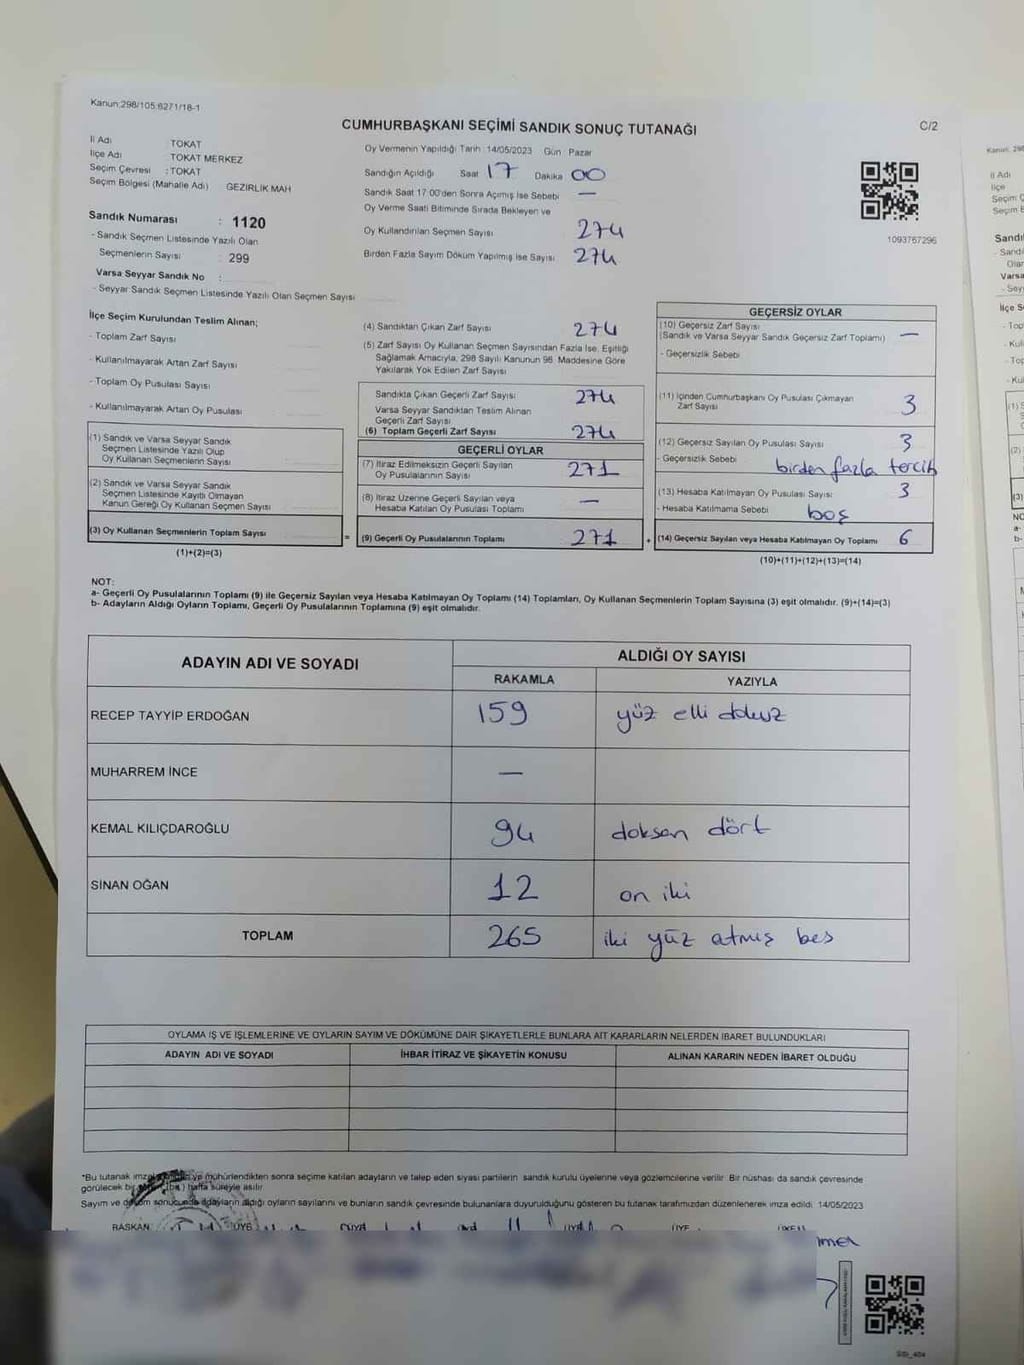 Kanun:298/105:6271/18-1
CUMHURBAŞKANI SEÇİMİ SANDIK SONUÇ TUTANAĞI
C/2
İl Adı TOKAT
İlçe Adı TOKAT MERKEZ
Seçim Çevresi : TOKAT
Seçim Bölgesi (Mahalle Adı) GEZİRLİK MAH
Sandık Numarası : 1120
- Sandık Seçmen Listesinde Yazılı Olan
Seçmenlerin Sayısı : 299
Varsa Seyyar Sandık No :
- Seyyar Sandık Seçmen Listesinde Yazılı Olan Seçmen Sayısı
Oy Vermenin Yapıldığı Tarih : 14/05/2023 Gün : Pazar
Sandığın Açıldığı Saat 17 Dakika 00
Sandık Saat 17:00'den Sonra Açımış İse Sebebi —
Oy Verme Saati Bitiminde Sırada Bekleyen ve
Oy Kullandırılan Seçmen Sayısı 274
Birden Fazla Sayım Döküm Yapılmış İse Sayısı 274
1093767296
İlçe Seçim Kurulundan Teslim Alınan;
- Toplam Zarf Sayısı
- Kullanılmayarak Artan Zarf Sayısı
- Toplam Oy Pusulası Sayısı
- Kullanılmayarak Artan Oy Pusulası
(1) Sandık ve Varsa Seyyar Sandık
Seçmen Listesinde Yazılı Olup
Oy Kullanan Seçmenlerin Sayısı
(2) Sandık ve Varsa Seyyar Sandık
Seçmen Listesinde Kayıtlı Olmayan
Kanun Gereği Oy Kullanan Seçmen Sayısı
(3) Oy Kullanan Seçmenlerin Toplam Sayısı =
(1)+(2)=(3)
(4) Sandıktan Çıkan Zarf Sayısı 274
(5) Zarf Sayısı Oy Kullanan Seçmen Sayısından Fazla İse, Eşitliği
Sağlamak Amacıyla, 298 Sayılı Kanunun 98. Maddesine Göre
Yakılarak Yok Edilen Zarf Sayısı
Sandıkta Çıkan Geçerli Zarf Sayısı 274
Varsa Seyyar Sandıktan Teslim Alınan
Geçerli Zarf Sayısı
(6) Toplam Geçerli Zarf Sayısı 274
GEÇERLİ OYLAR
(7) İtiraz Edilmeksizin Geçerli Sayılan
Oy Pusulalarının Sayısı 271
(8) İtiraz Üzerine Geçerli Sayılan veya
Hesaba Katılan Oy Pusulası Toplamı —
(9) Geçerli Oy Pusulalarının Toplamı 271 +
GEÇERSİZ OYLAR
(10) Geçersiz Zarf Sayısı
(Sandık ve Varsa Seyyar Sandık Geçersiz Zarf Toplamı) —
- Geçersizlik Sebebi
(11) İçinden Cumhurbaşkanı Oy Pusulası Çıkmayan
Zarf Sayısı 3
(12) Geçersiz Sayılan Oy Pusulası Sayısı 3
- Geçersizlik Sebebi birden fazla tercih
(13) Hesaba Katılmayan Oy Pusulası Sayısı 3
- Hesaba Katılmama Sebebi boş
(14) Geçersiz Sayılan veya Hesaba Katılmayan Oy Toplamı 6
(10)+(11)+(12)+(13)=(14)
NOT:
a- Geçerli Oy Pusulalarının Toplamı (9) ile Geçersiz Sayılan veya Hesaba Katılmayan Oy Toplamı (14) Toplamları, Oy Kullanan Seçmenlerin Toplam Sayısına (3) eşit olmalıdır. (9)+(14)=(3)
b- Adayların Aldığı Oyların Toplamı, Geçerli Oy Pusulalarının Toplamına (9) eşit olmalıdır.
ADAYIN ADI VE SOYADI ALDIĞI OY SAYISI
RAKAMLA YAZIYLA
RECEP TAYYİP ERDOĞAN 159 yüz elli dokuz
MUHARREM İNCE —
KEMAL KILIÇDAROĞLU 94 doksan dört
SİNAN OĞAN 12 on iki
TOPLAM 265 iki yüz atmış beş
OYLAMA İŞ VE İŞLEMLERİNE VE OYLARIN SAYIM VE DÖKÜMÜNE DAİR ŞİKAYETLERLE BUNLARA AİT KARARLARIN NELERDEN İBARET BULUNDUKLARI
ADAYIN ADI VE SOYADI İHBAR İTİRAZ VE ŞİKAYETİN KONUSU ALINAN KARARIN NEDEN İBARET OLDUĞU
*Bu tutanak ve mühürlendikten sonra seçime katılan adayların ve talep eden siyasi partilerin sandık kurulu üyelerine veya gözlemcilerine verilir. Bir nüshası da sandık çevresinde
görülecek bir hafta süreyle asılır.
Sayım ve döküm sonucunda adayların aldığı oyların sayılarını ve bunların sandık çevresinde bulunanlara duyurulduğunu gösteren bu tutanak tarafımızdan düzenlenerek imza edildi. 14/05/2023
BAŞKAN ÜYE ÜYE